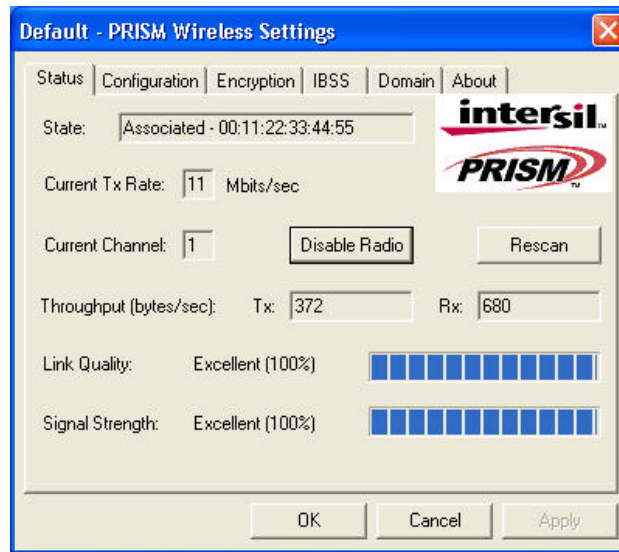 Default - PRISM Wireless Settings
Status Configuration Encryption IBSS Domain About
intersil™
PRISM™
State: Associated - 00:11:22:33:44:55
Current Tx Rate: 11 Mbits/sec
Current Channel: 1 Disable Radio Rescan
Throughput (bytes/sec): Tx: 372 Rx: 680
Link Quality: Excellent (100%)
Signal Strength: Excellent (100%)
OK Cancel Apply